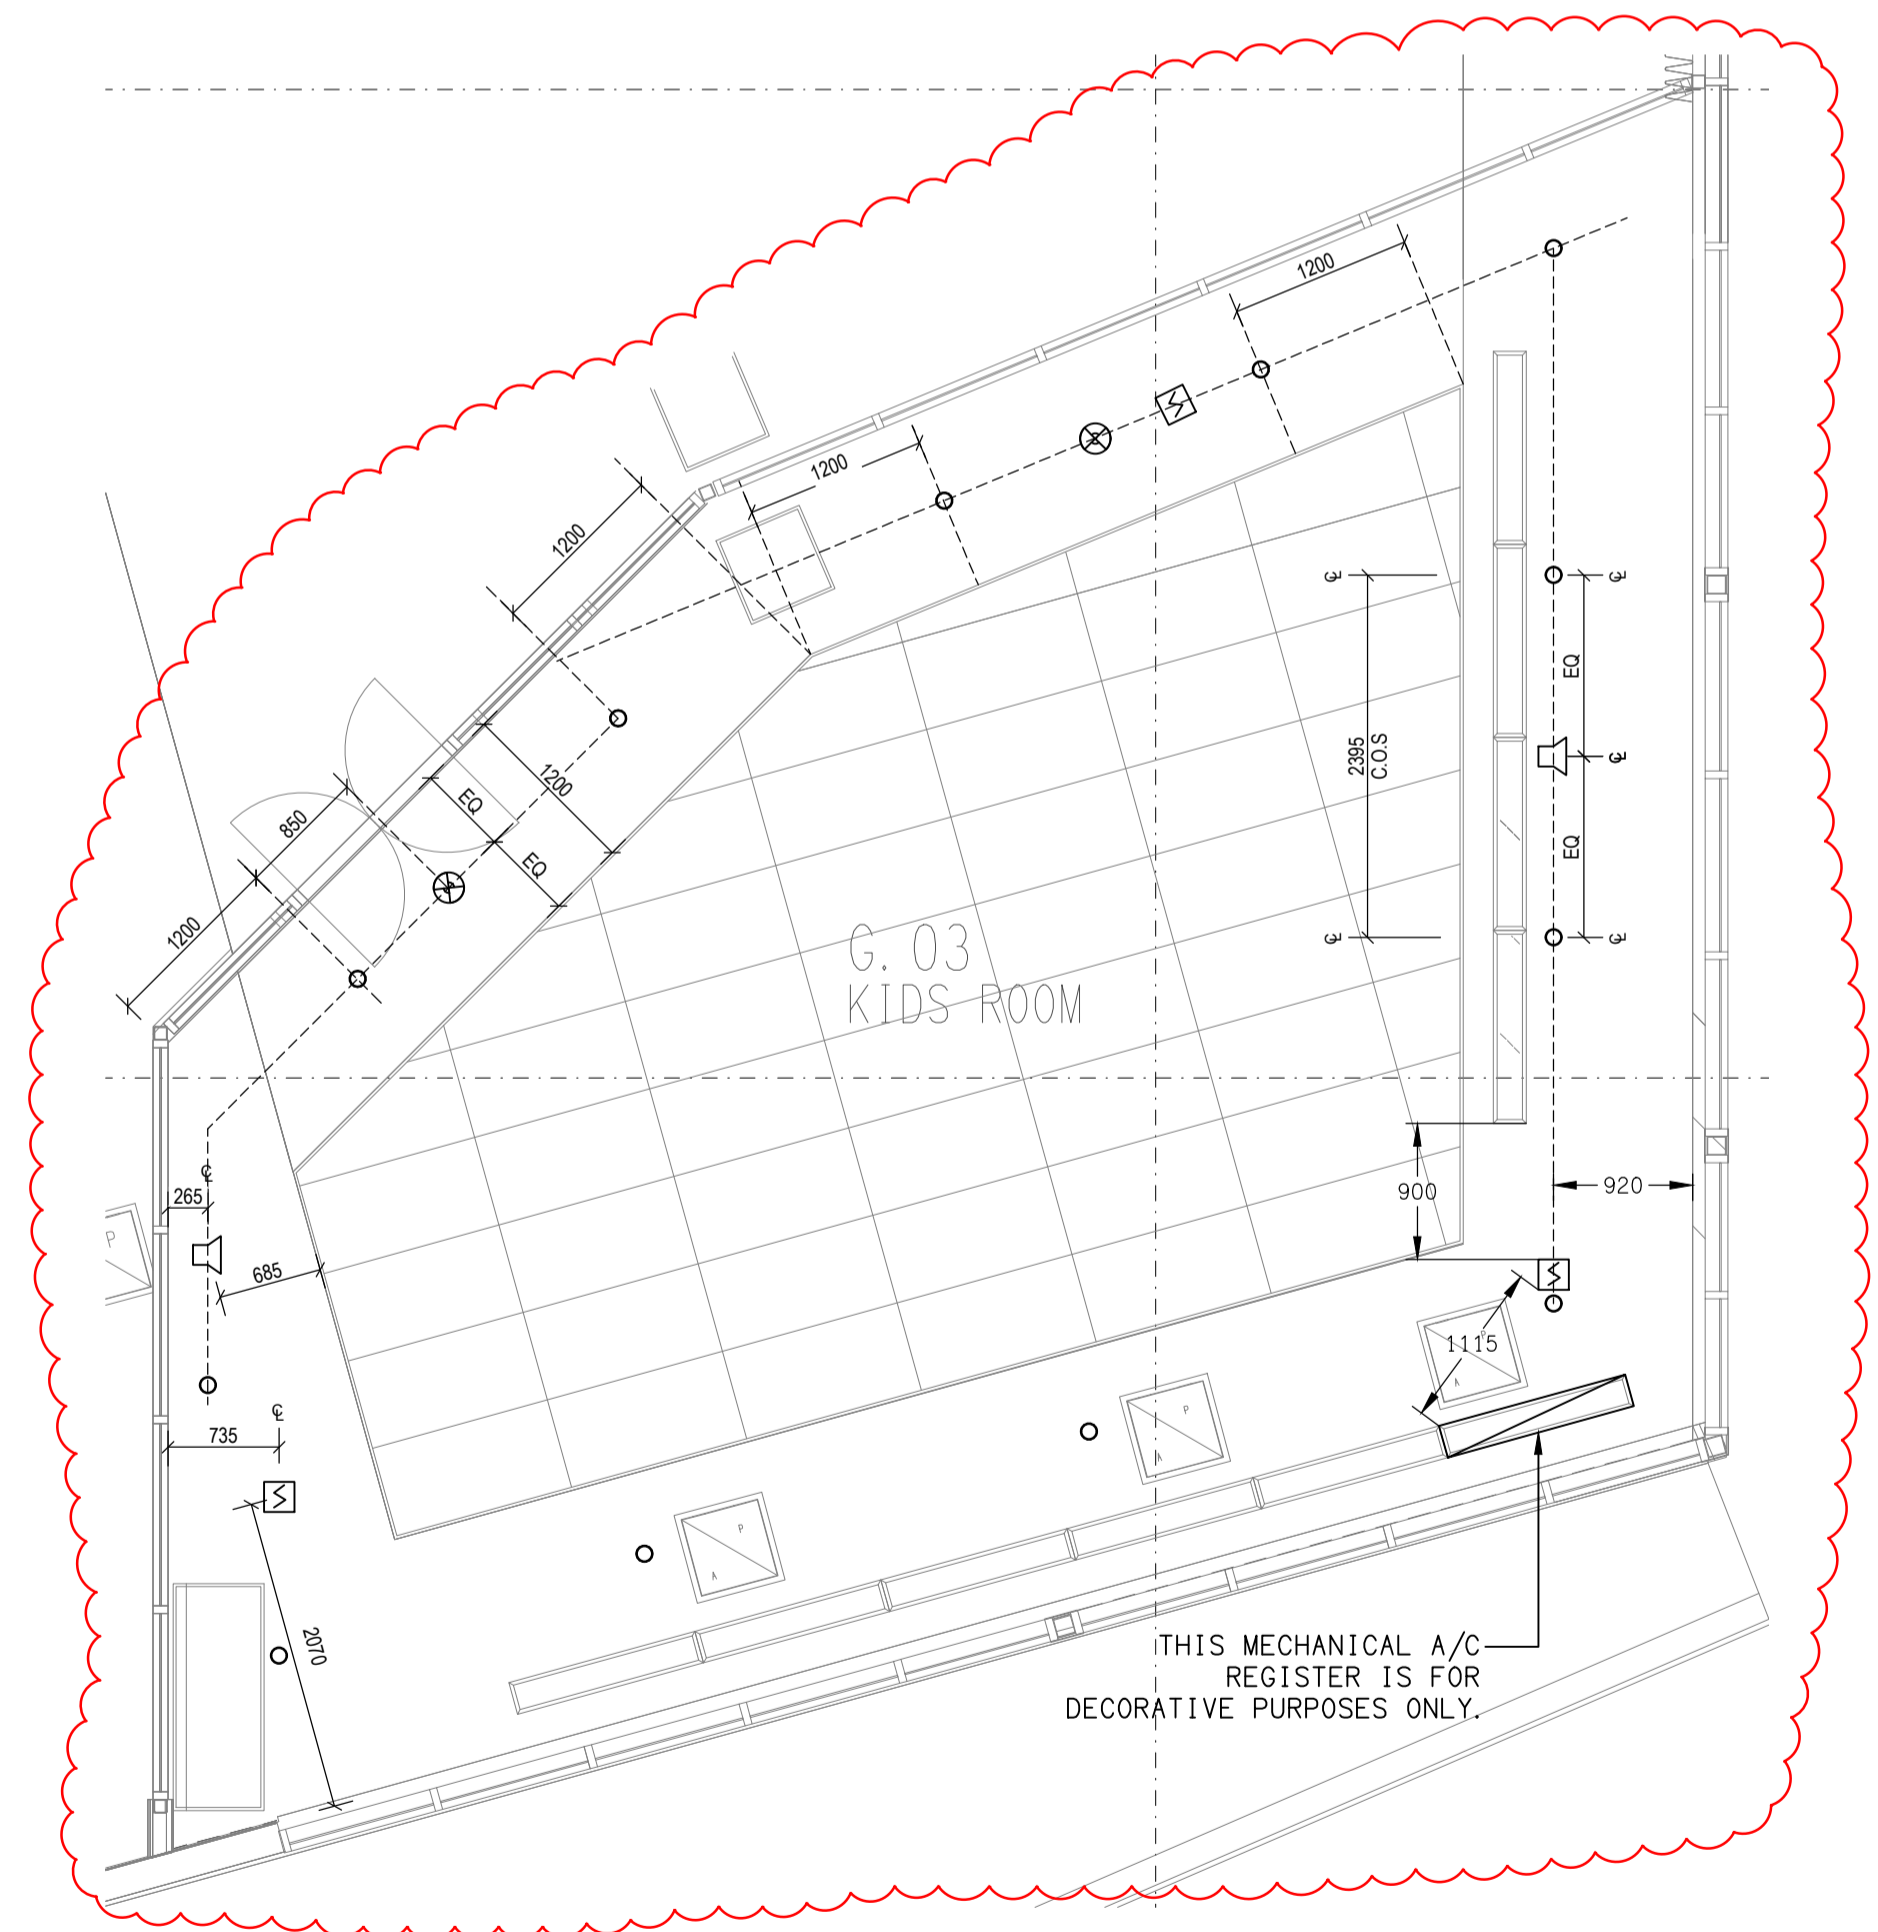 1200
1200
1200
℄
℄
EQ
2395
C.O.S
℄
EQ
℄
℄
1200
EQ
EQ
850
1200
G. 03
KIDS ROOM
℄
265
685
P
900
920
1115
P
A
℄
735
P
A
P
A
2070
THIS MECHANICAL A/C
REGISTER IS FOR
DECORATIVE PURPOSES ONLY.